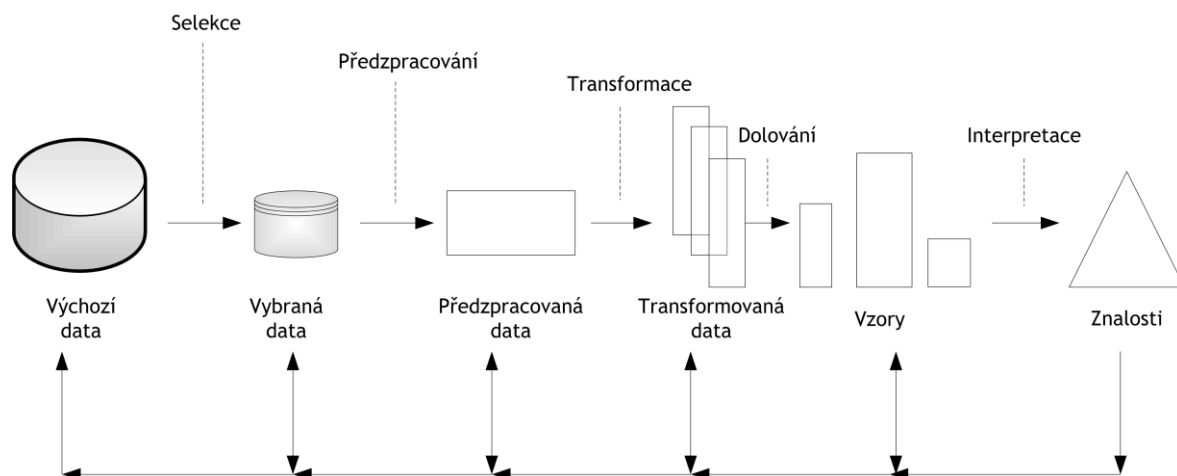 Selekce
Předzpracování
Transformace
Dolování
Interpretace
Výchozí
data
Vybraná
data
Předzpracovaná
data
Transformovaná
data
Vzory
Znalosti